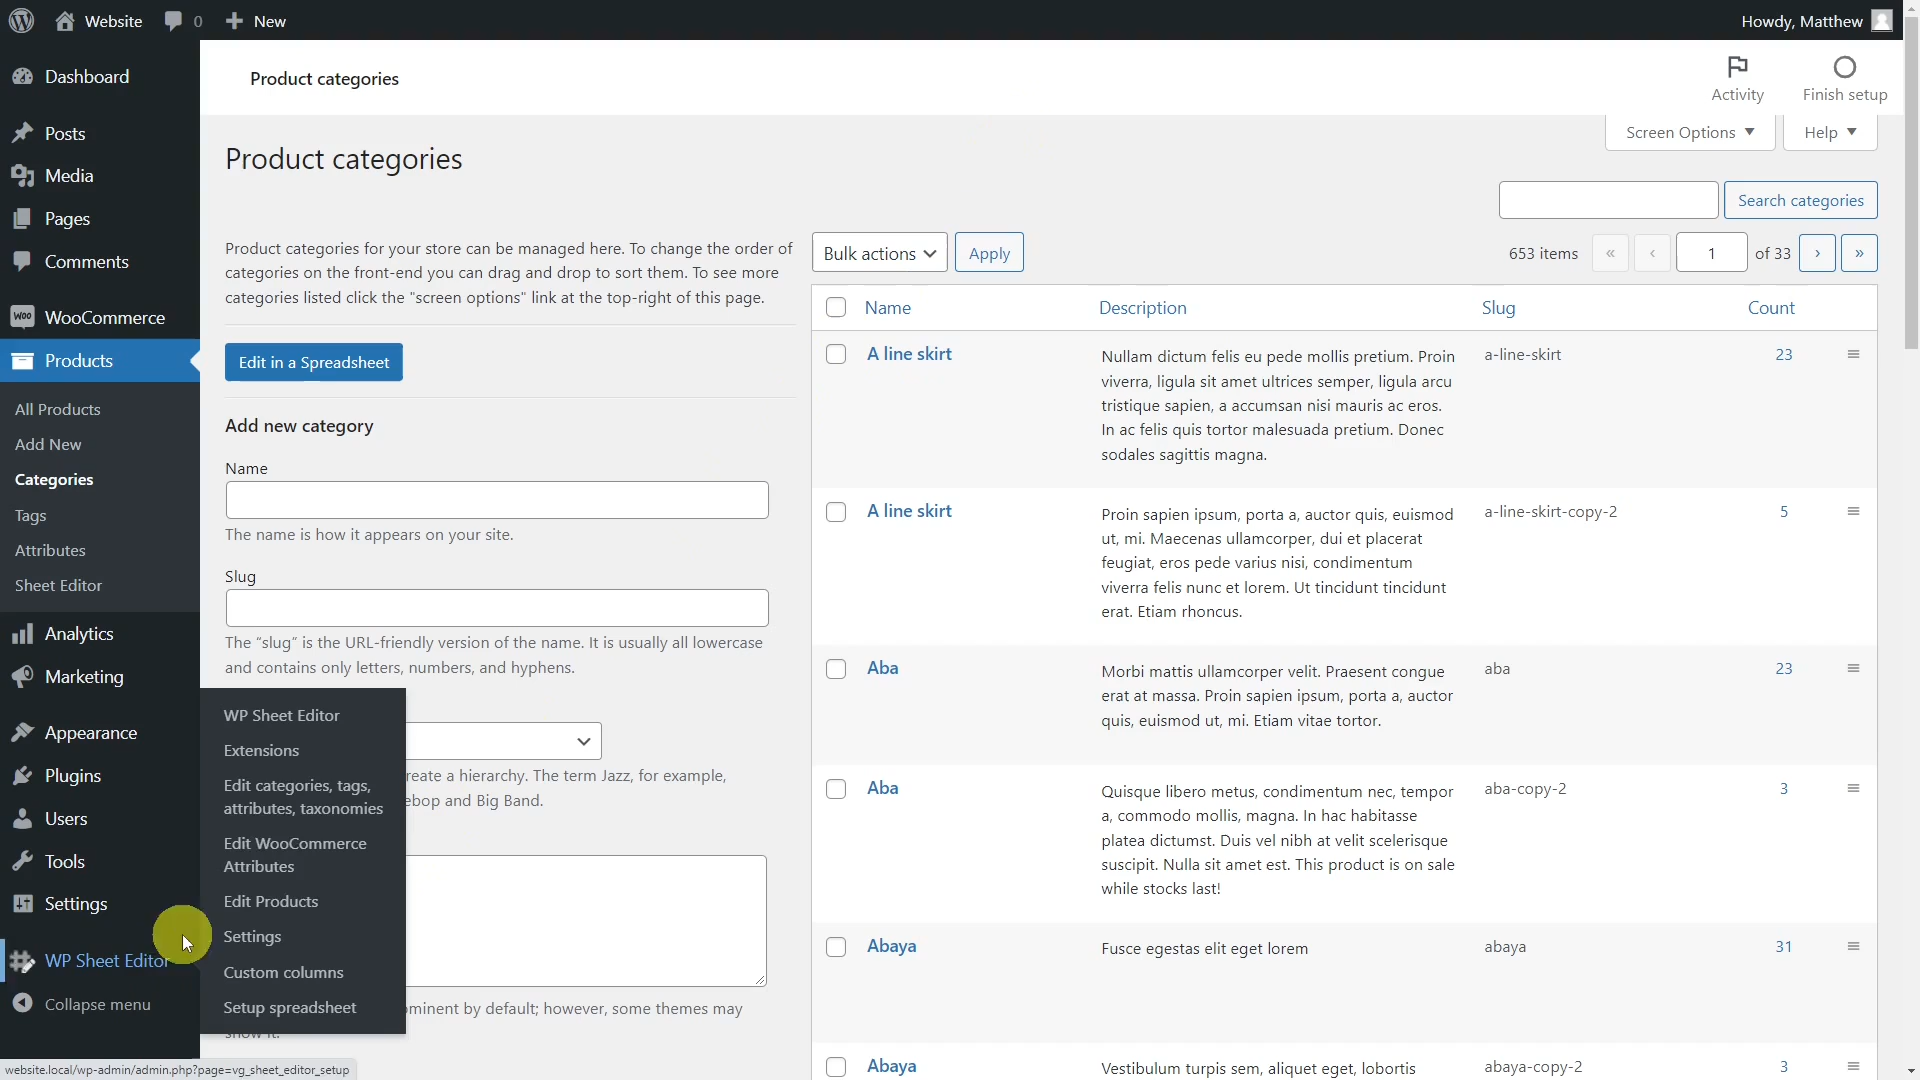 Website
0
New
Howdy, Matthew
Dashboard
Posts
Media
Pages
Comments
WooCommerce
Products
All Products
Add New
Categories
Tags
Attributes
Sheet Editor
Analytics
Marketing
Appearance
Plugins
Users
Tools
Settings
WP Sheet Editor
Collapse menu
WP Sheet Editor
Extensions
Edit categories, tags,
attributes, taxonomies
Edit WooCommerce
Attributes
Edit Products
Settings
Custom columns
Setup spreadsheet
Product categories
Activity
Finish setup
Screen Options
Help
Product categories
Search categories
Product categories for your store can be managed here. To change the order of
categories on the front-end you can drag and drop to sort them. To see more
categories listed click the "screen options" link at the top-right of this page.
Edit in a Spreadsheet
Add new category
Name
The name is how it appears on your site.
Slug
The “slug” is the URL-friendly version of the name. It is usually all lowercase
and contains only letters, numbers, and hyphens.
reate a hierarchy. The term Jazz, for example,
ebop and Big Band.
ominent by default; however, some themes may
show it.
Bulk actions
Apply
653 items
«
‹
1
of 33
›
»
Name Description Slug Count
A line skirt
Nullam dictum felis eu pede mollis pretium. Proin
viverra, ligula sit amet ultrices semper, ligula arcu
tristique sapien, a accumsan nisi mauris ac eros.
In ac felis quis tortor malesuada pretium. Donec
sodales sagittis magna.
a-line-skirt
23
A line skirt
Proin sapien ipsum, porta a, auctor quis, euismod
ut, mi. Maecenas ullamcorper, dui et placerat
feugiat, eros pede varius nisi, condimentum
viverra felis nunc et lorem. Ut tincidunt tincidunt
erat. Etiam rhoncus.
a-line-skirt-copy-2
5
Aba
Morbi mattis ullamcorper velit. Praesent congue
erat at massa. Proin sapien ipsum, porta a, auctor
quis, euismod ut, mi. Etiam vitae tortor.
aba
23
Aba
Quisque libero metus, condimentum nec, tempor
a, commodo mollis, magna. In hac habitasse
platea dictumst. Duis vel nibh at velit scelerisque
suscipit. Nulla sit amet est. This product is on sale
while stocks last!
aba-copy-2
3
Abaya
Fusce egestas elit eget lorem
abaya
31
Abaya
Vestibulum turpis sem, aliquet eget, lobortis
abaya-copy-2
3
website.local/wp-admin/admin.php?page=vg_sheet_editor_setup